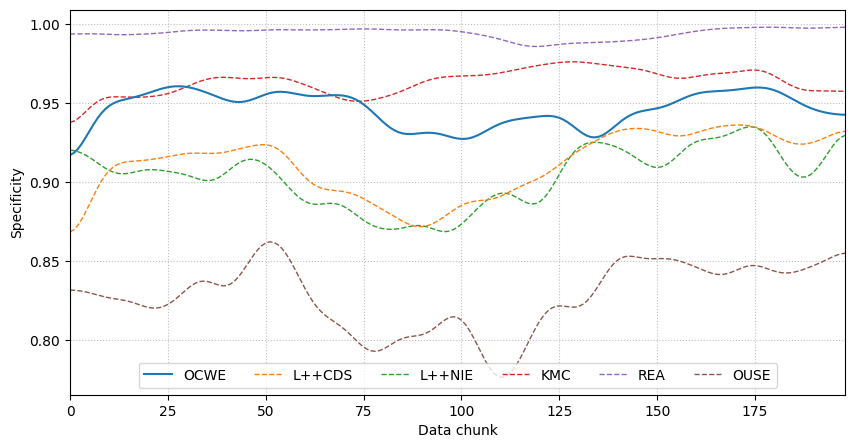 1.00
0.95
0.90
0.85
0.80
Specificity
OCWE L++CDS L++NIE KMC REA OUSE
0 25 50 75 100 125 150 175
Data chunk